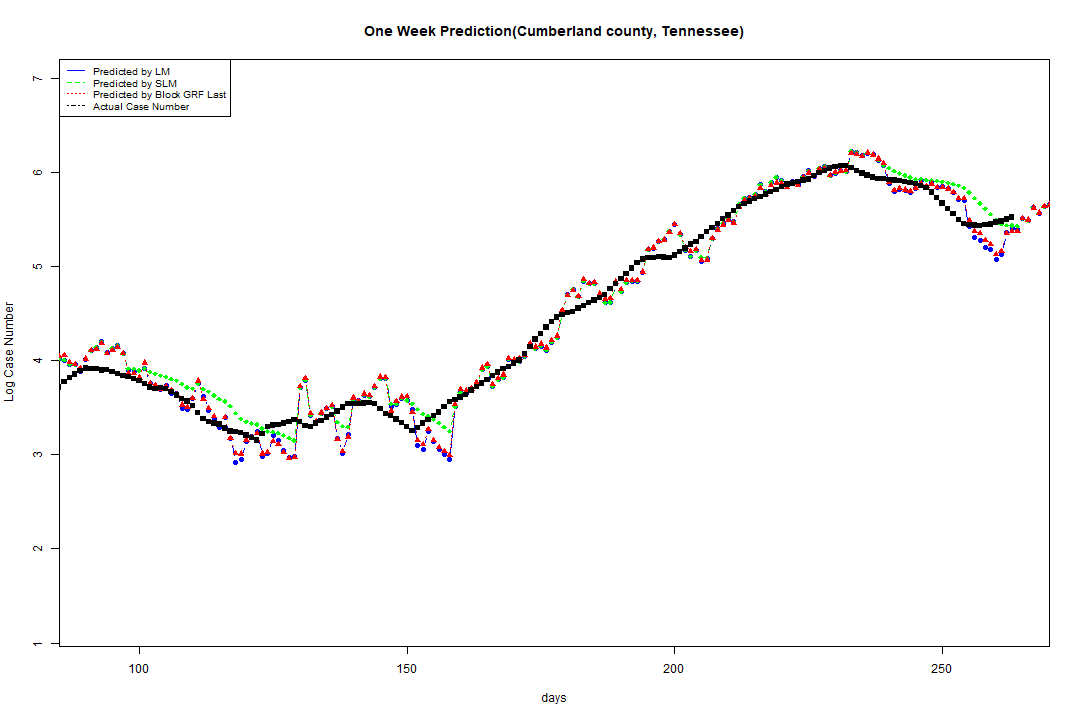 One Week Prediction(Cumberland county, Tennessee)
Predicted by LM
Predicted by SLM
Predicted by Block GRF Last
Actual Case Number
7
6
5
4
3
2
1
Log Case Number
100 150 200 250
days